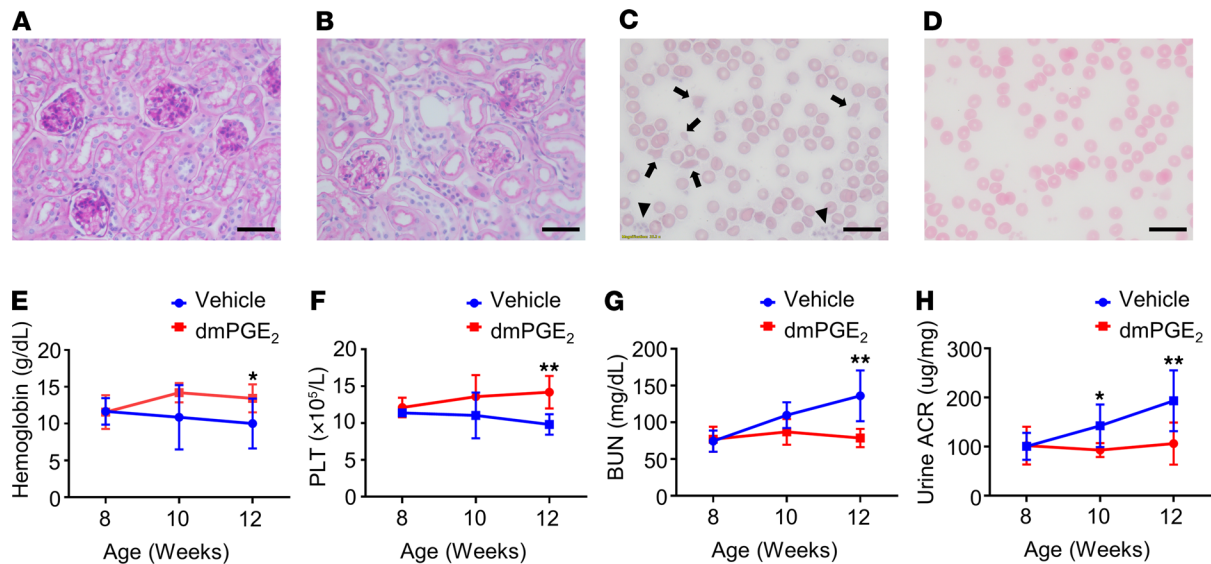 A
B
C
D
E
Vehicle
dmPGE₂
Hemoglobin (g/dL)
20
15
10
5
0
8
10
12
*
Age (Weeks)
F
Vehicle
dmPGE₂
PLT (×10⁵/L)
20
15
10
5
0
8
10
12
**
Age (Weeks)
G
Vehicle
dmPGE₂
BUN (mg/dL)
200
150
100
50
0
8
10
12
**
Age (Weeks)
H
Vehicle
dmPGE₂
Urine ACR (ug/mg)
300
200
100
0
8
10
12
*
**
Age (Weeks)